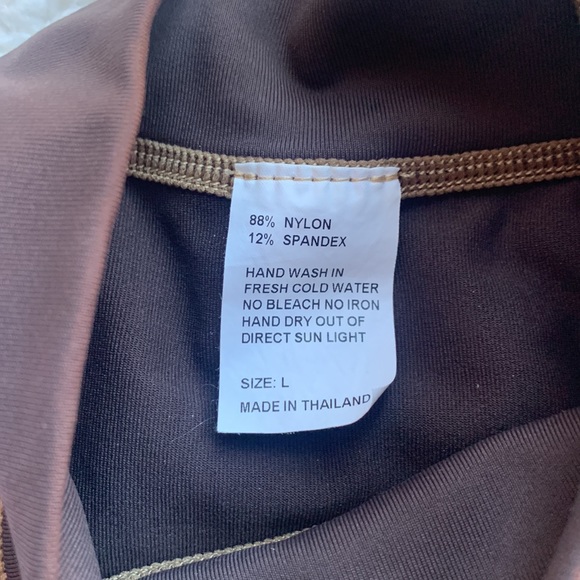 88% NYLON
12% SPANDEX
HAND WASH IN
FRESH COLD WATER
NO BLEACH NO IRON
HAND DRY OUT OF
DIRECT SUN LIGHT
SIZE: L
MADE IN THAILAND